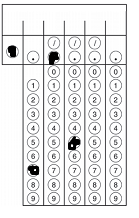 / / /
. . . .
0 0 0 0
1 1 1 1 1
2 2 2 2 2
3 3 3 3 3
4 4 4 4 4
5 5 5 5
6 6 6 6 6
7 7 7 7
8 8 8 8 8
9 9 9 9 9